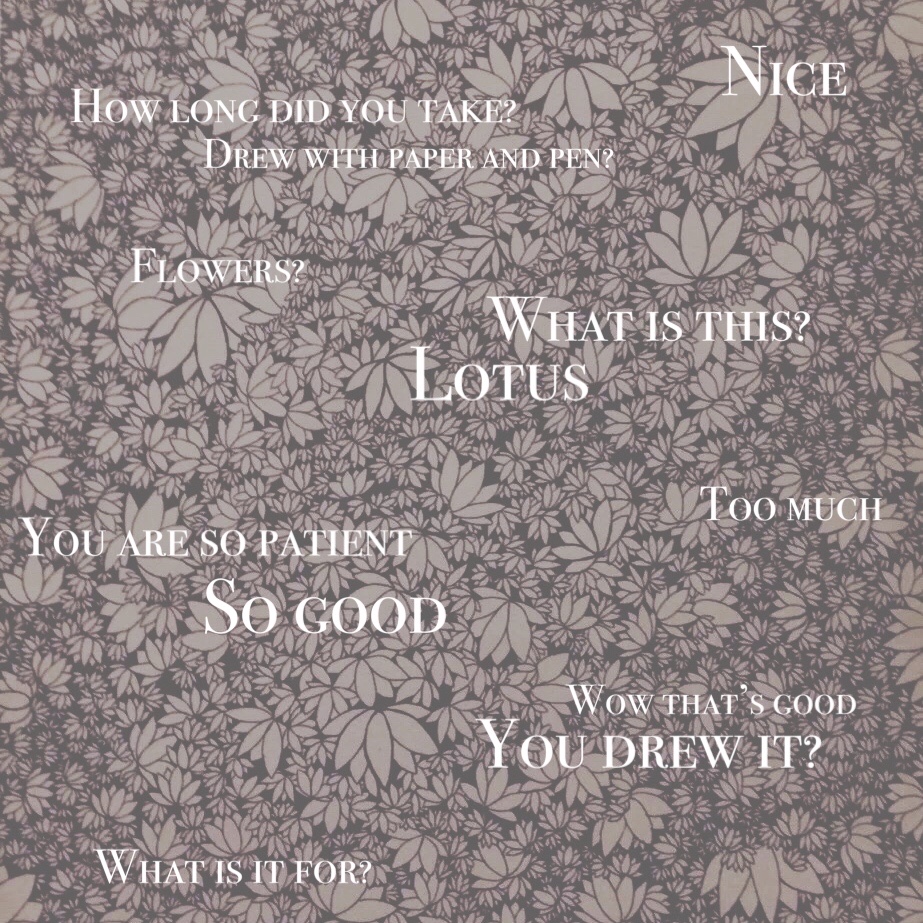 Nice
How long did you take?
Drew with paper and pen?
Flowers?
What is this?
Lotus
Too much
You are so patient
So good
Wow that's good
You drew it?
What is it for?